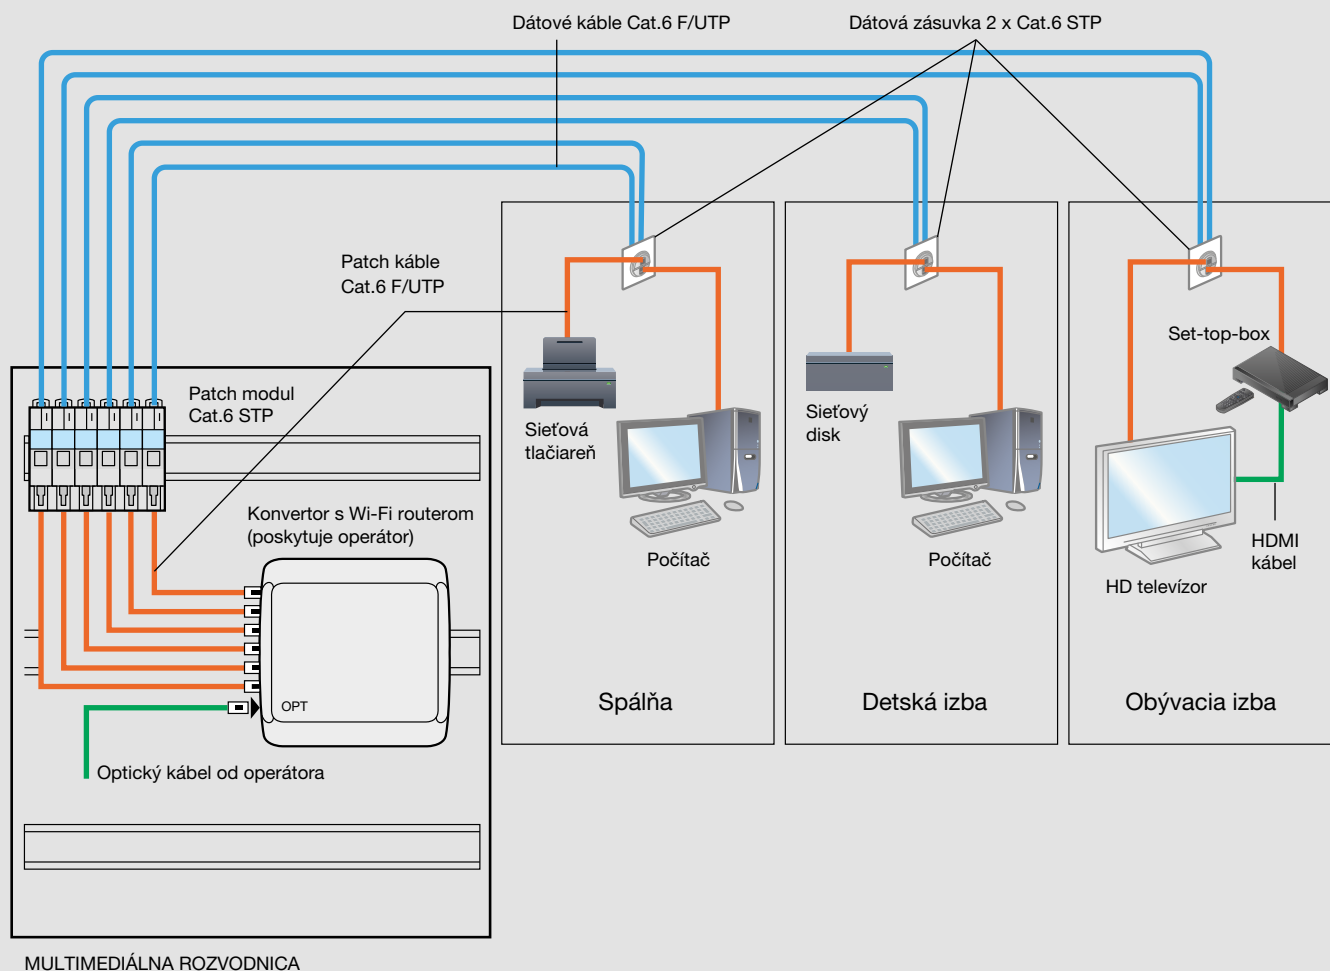 Dátové káble Cat.6 F/UTP
Dátová zásuvka 2 x Cat.6 STP
Patch káble
Cat.6 F/UTP
Set-top-box
Patch modul
Cat.6 STP
Sieťová
tlačiareň
Sieťový
disk
Konvertor s Wi-Fi routerom
(poskytuje operátor)
HDMI
kábel
Počítač
Počítač
HD televízor
Spálňa
Detská izba
Obývacia izba
OPT
Optický kábel od operátora
MULTIMEDIÁLNA ROZVODNICA